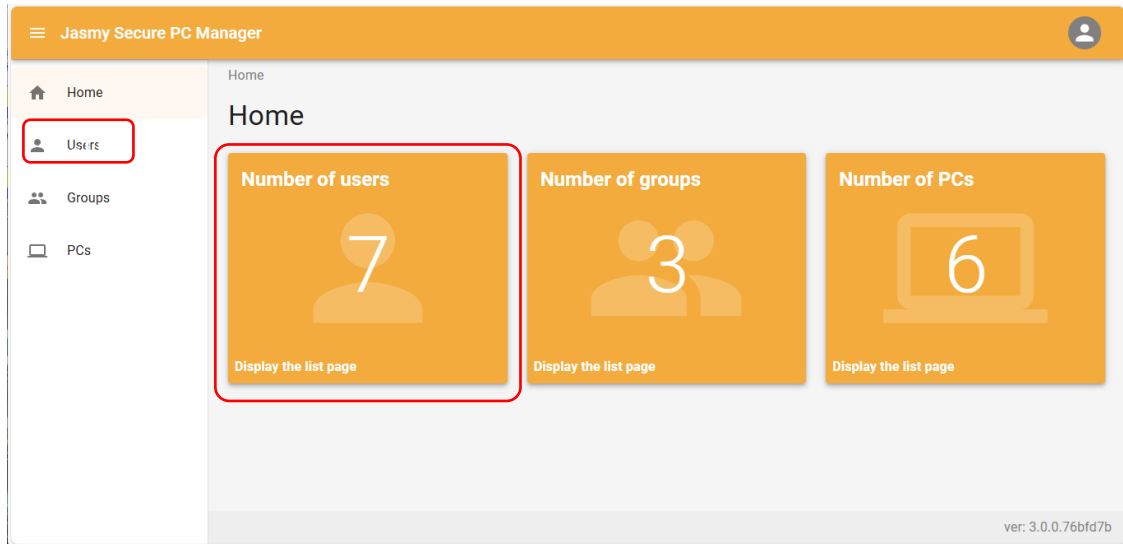 Jasmy Secure PC Manager
Home
Users
Groups
PCs
Home
Home
Number of users
7
Display the list page
Number of groups
3
Display the list page
Number of PCs
6
Display the list page
ver: 3.0.0.76bfd7b